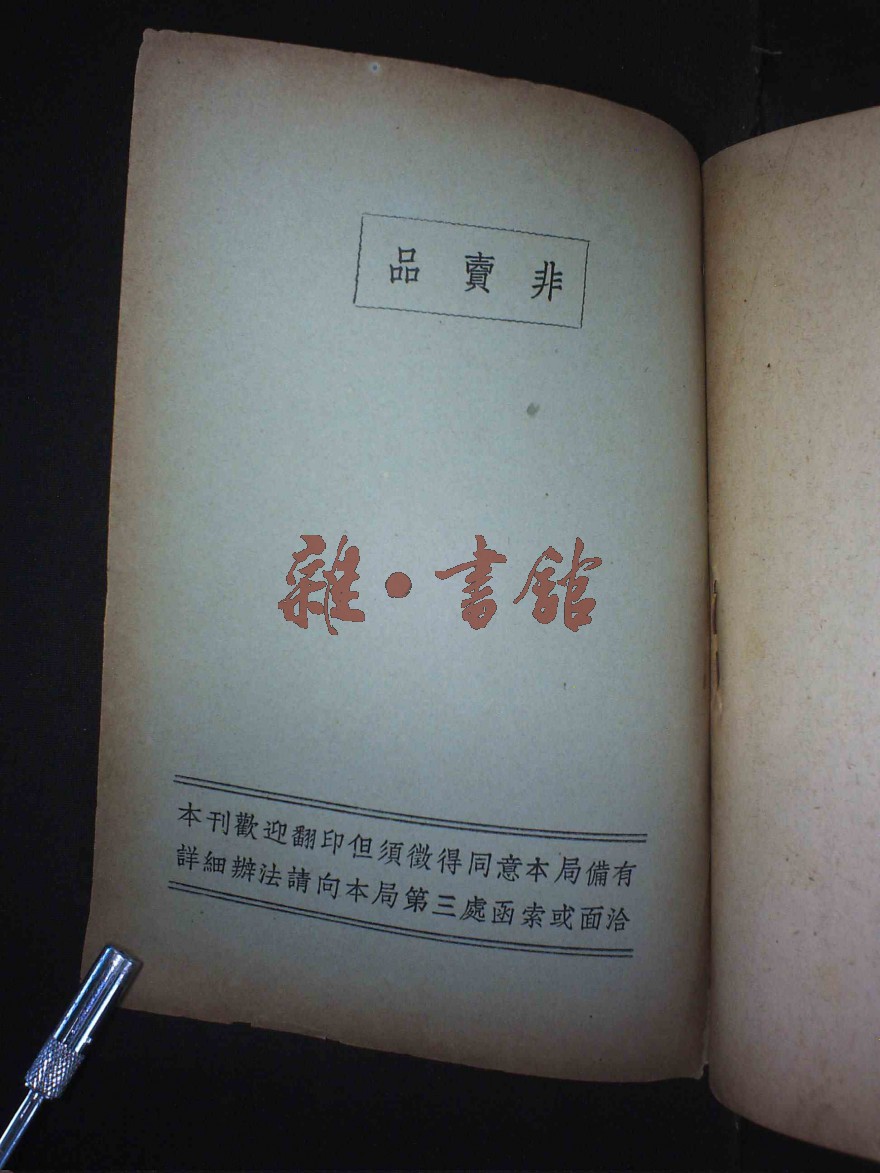 非賣品
雜·書館
本刊歡迎翻印但須徵得同意本局備有
詳細辦法請向本局第三處函索或面洽